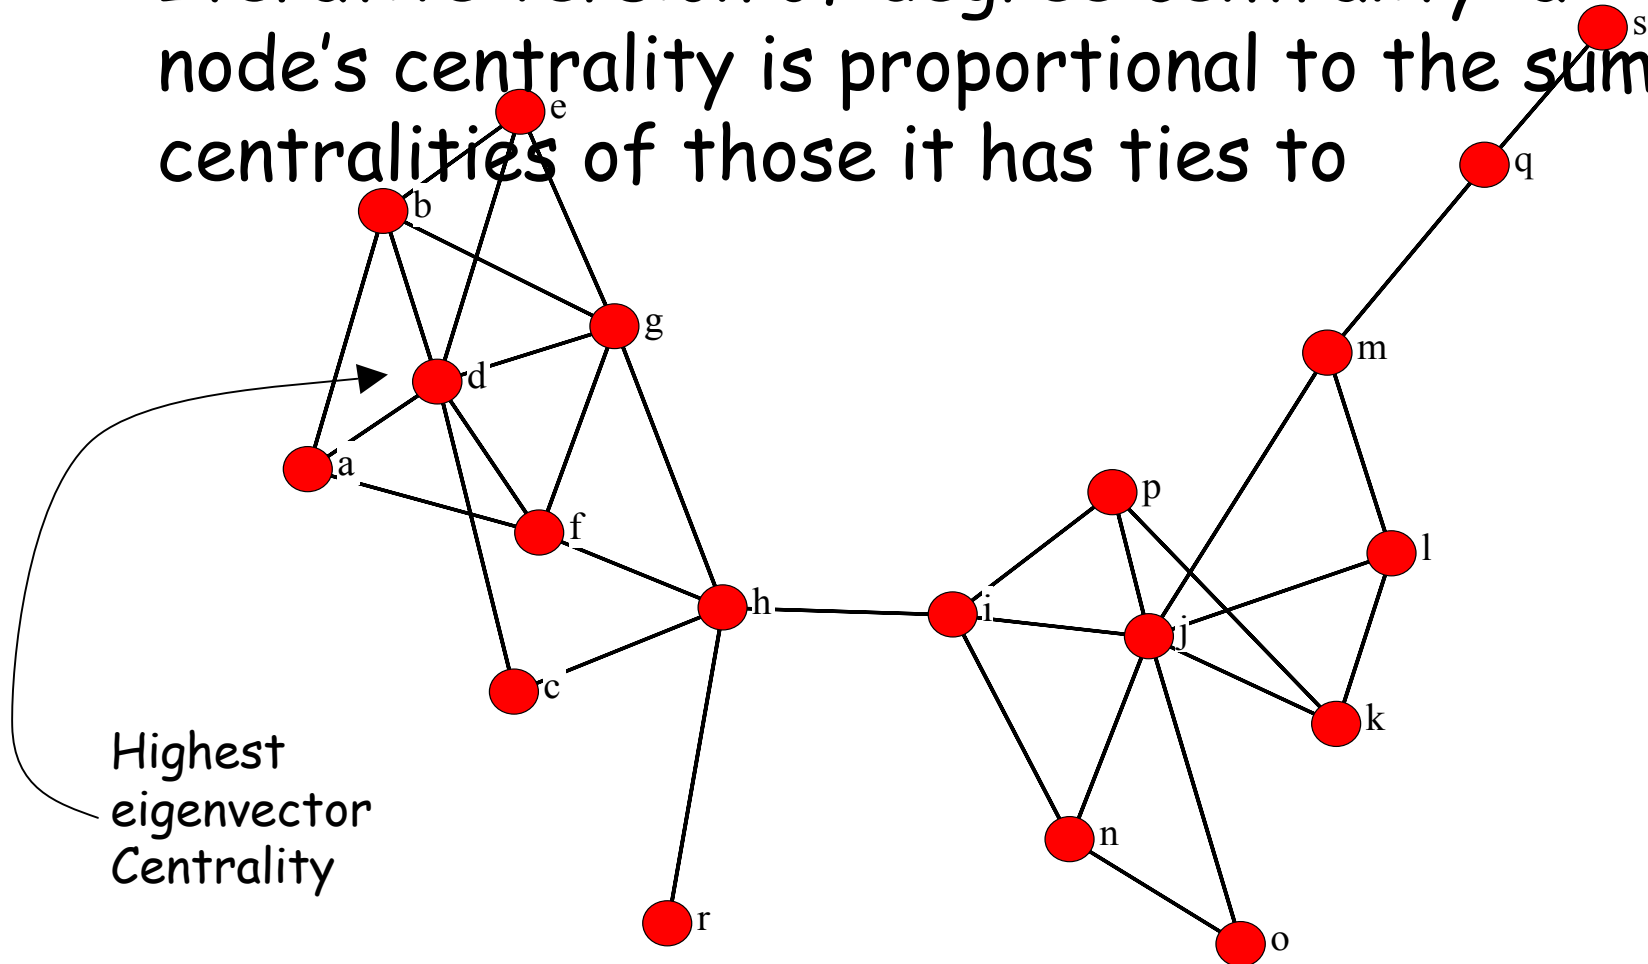 node's centrality is proportional to the sum
centralities of those it has ties to
s
e
q
b
g
m
d
a
p
f
l
h
i
j
c
k
Highest
eigenvector
Centrality
n
r
o